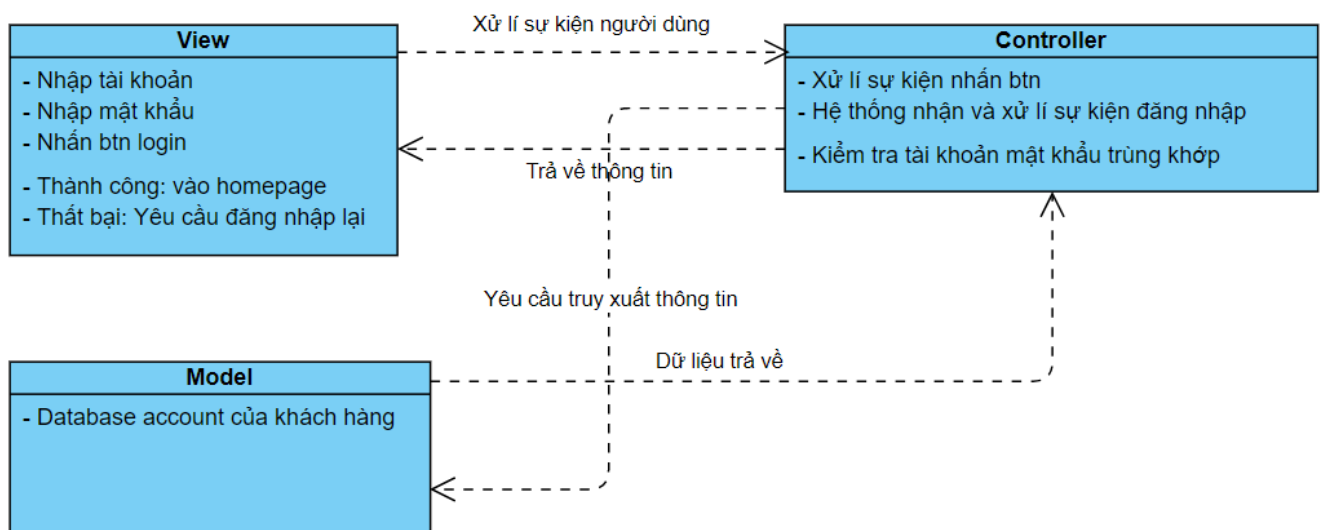 Xử lí sự kiện người dùng
View
- Nhập tài khoản
- Nhập mật khẩu
- Nhấn btn login
- Thành công: vào homepage
- Thất bại: Yêu cầu đăng nhập lại
Controller
- Xử lí sự kiện nhấn btn
- Hệ thống nhận và xử lí sự kiện đăng nhập
- Kiểm tra tài khoản mật khẩu trùng khớp
Trả về thông tin
Yêu cầu truy xuất thông tin
Dữ liệu trả về
Model
- Database account của khách hàng